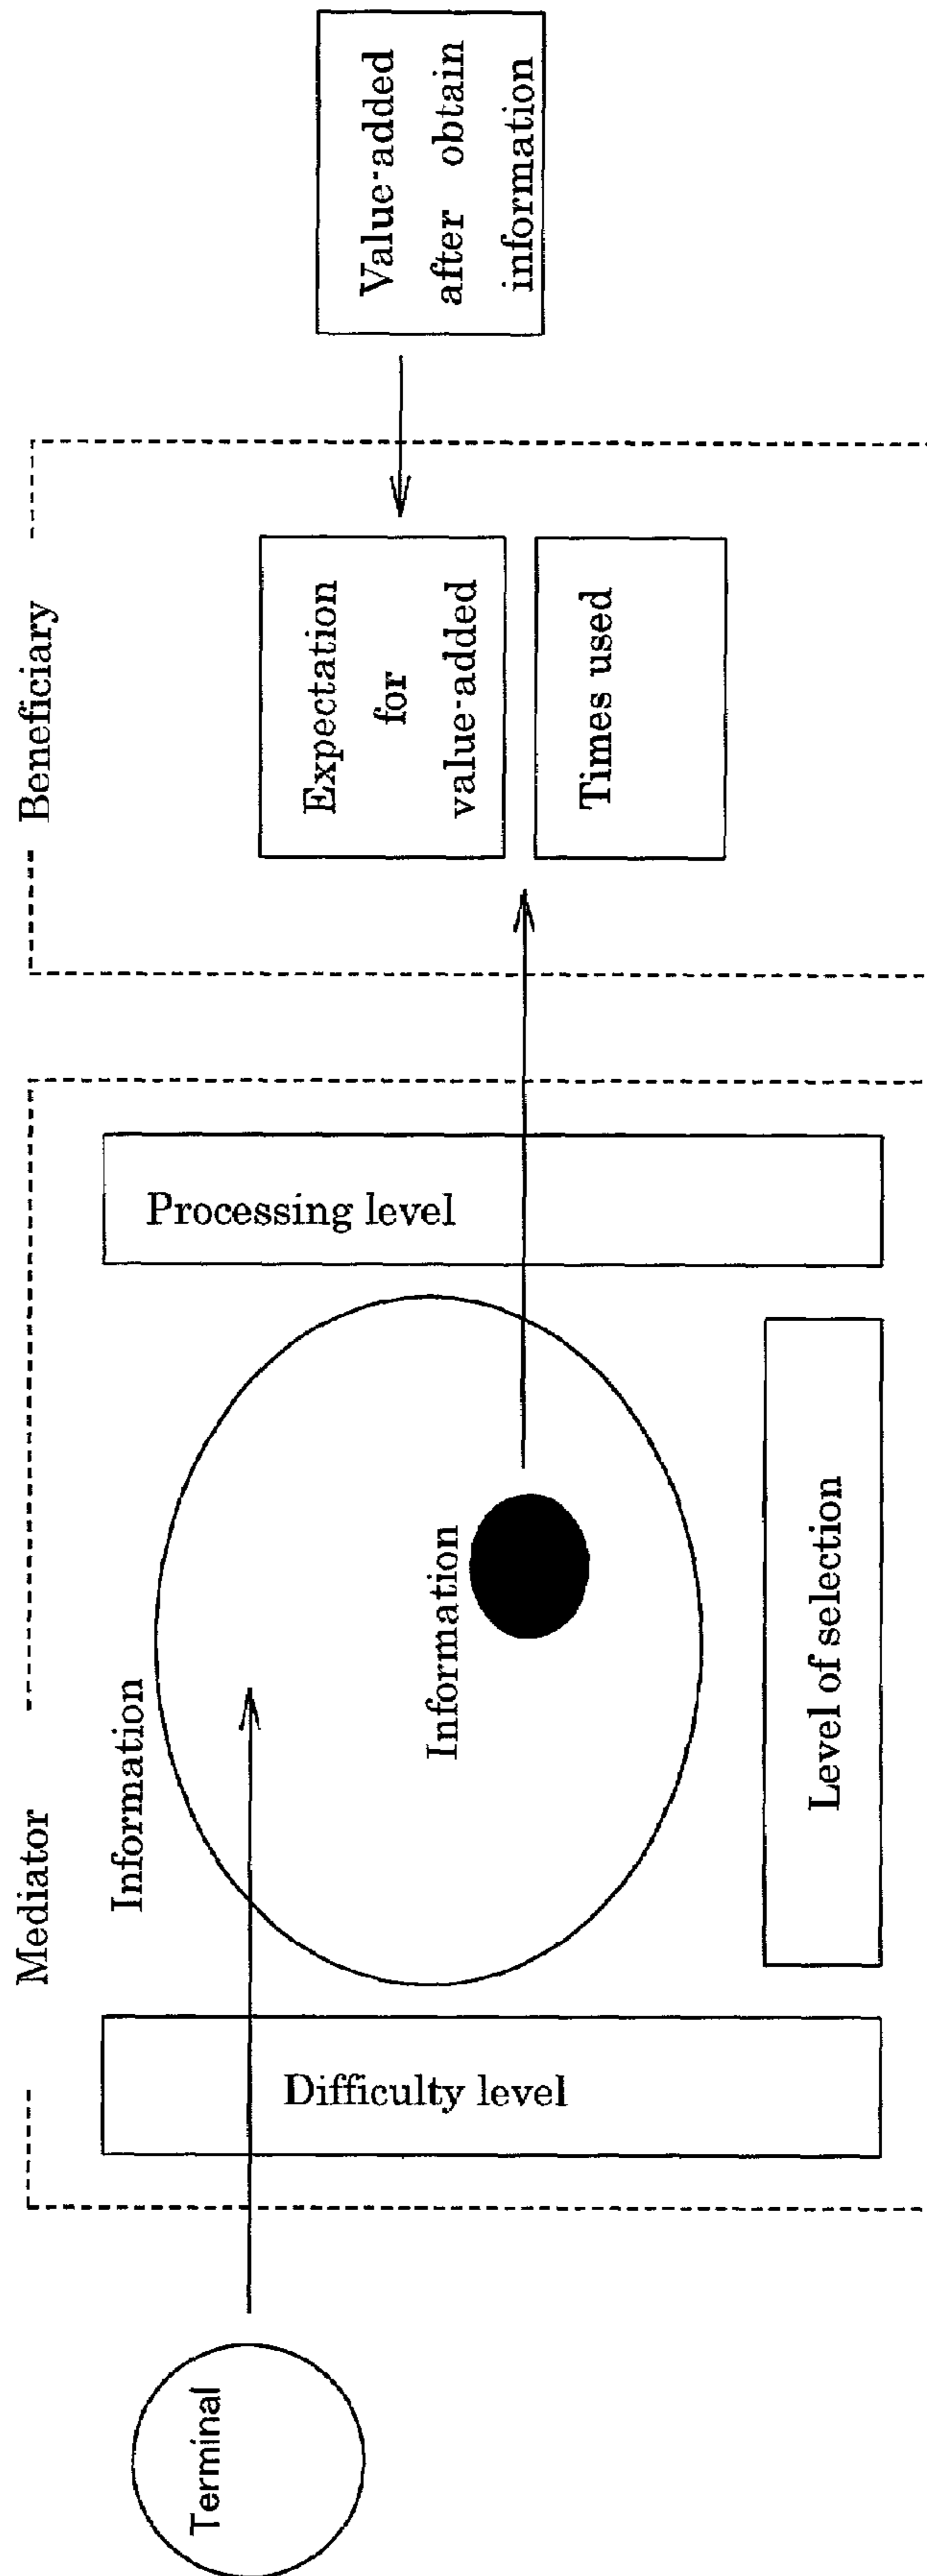 Mediator
Beneficiary
Terminal
Difficulty level
Information
Information
Level of selection
Processing level
Expectation
for
value-added
Times used
Value-added
after obtain
information